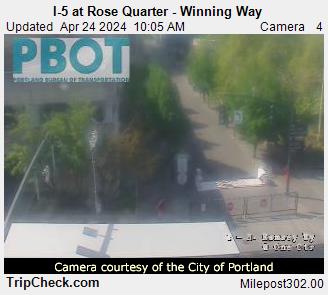 I-5 at Rose Quarter - Winning Way
Updated Apr 24 2024 10:05 AM Camera 4
PBOT
PORTLAND BUREAU OF TRANSPORTATION
Camera courtesy of the City of Portland
TripCheck.com Milepost302.00